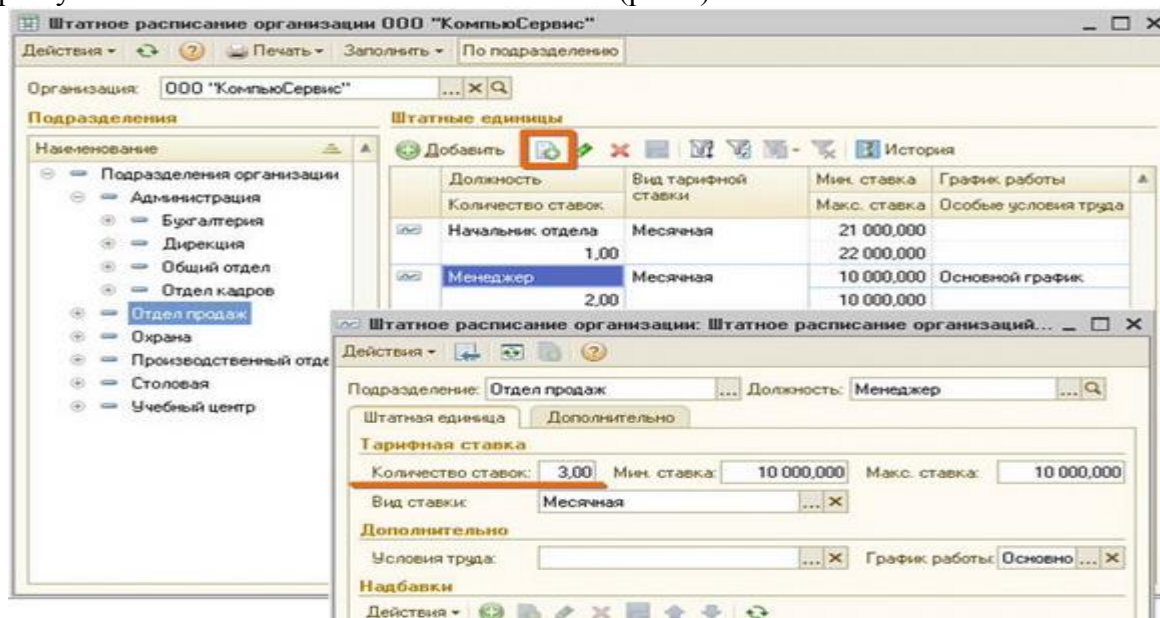 Штатное расписание организации ООО "КомпьюСервис"
Действия Печать Заполнить По подразделению
Организация: ООО "КомпьюСервис" ...
Подразделения
Штатные единицы
Наименование
Добавить История
Подразделения организации
Администрация
Бухгалтерия
Дирекция
Общий отдел
Отдел кадров
Отдел продаж
Охрана
Производственный отде
Столовая
Учебный центр
Должность Вид тарифной ставки Мин. ставка График работы
Количество ставок Макс. ставка Особые условия труда
Начальник отдела Месячная 21 000,000
1,00 22 000,000
Менеджер Месячная 10 000,000 Основной график
2,00 10 000,000
Штатное расписание организации: Штатное расписание организаций...
Действия
Подразделение: Отдел продаж ... Должность: Менеджер ...
Штатная единица Дополнительно
Тарифная ставка
Количество ставок: 3,00 Мин. ставка: 10 000,000 Макс. ставка: 10 000,000
Вид ставки: Месячная ...
Дополнительно
Условия труда: ... График работы: Основно ...
Надбавки
Действия